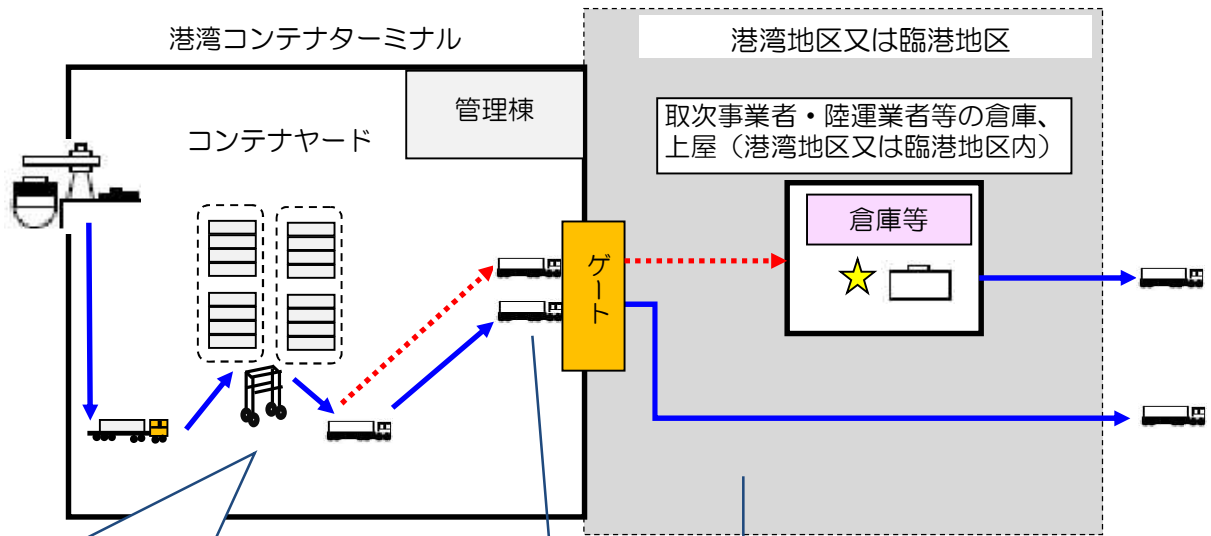 港湾コンテナターミナル
港湾地区又は臨港地区
管理棟
コンテナヤード
取次事業者・陸運業者等の倉庫、
上屋（港湾地区又は臨港地区内）
倉庫等
ゲート